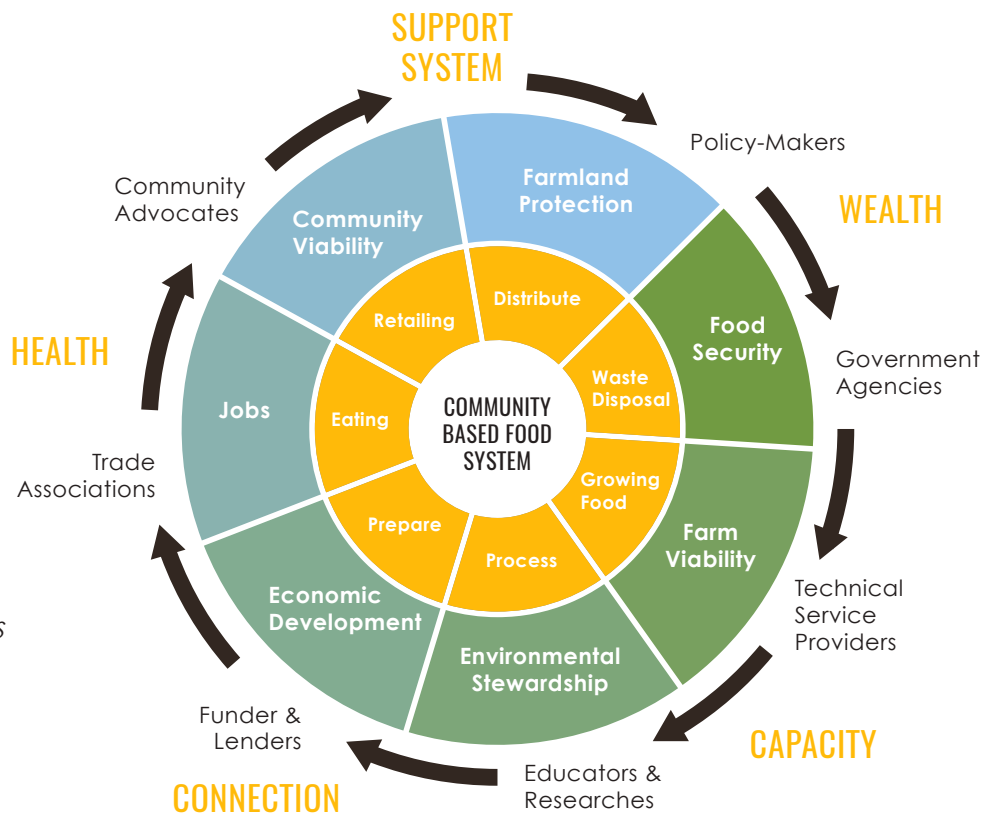 SUPPORT
SYSTEM
Policy-Makers
WEALTH
Government
Agencies
Technical
Service
Providers
CAPACITY
Educators &
Researches
CONNECTION
Funder &
Lenders
Trade
Associations
HEALTH
Community
Advocates
Farmland
Protection
Food
Security
Farm
Viability
Environmental
Stewardship
Economic
Development
Jobs
Community
Viability
Distribute
Waste
Disposal
Growing
Food
Process
Prepare
Eating
Retailing
COMMUNITY
BASED FOOD
SYSTEM
s